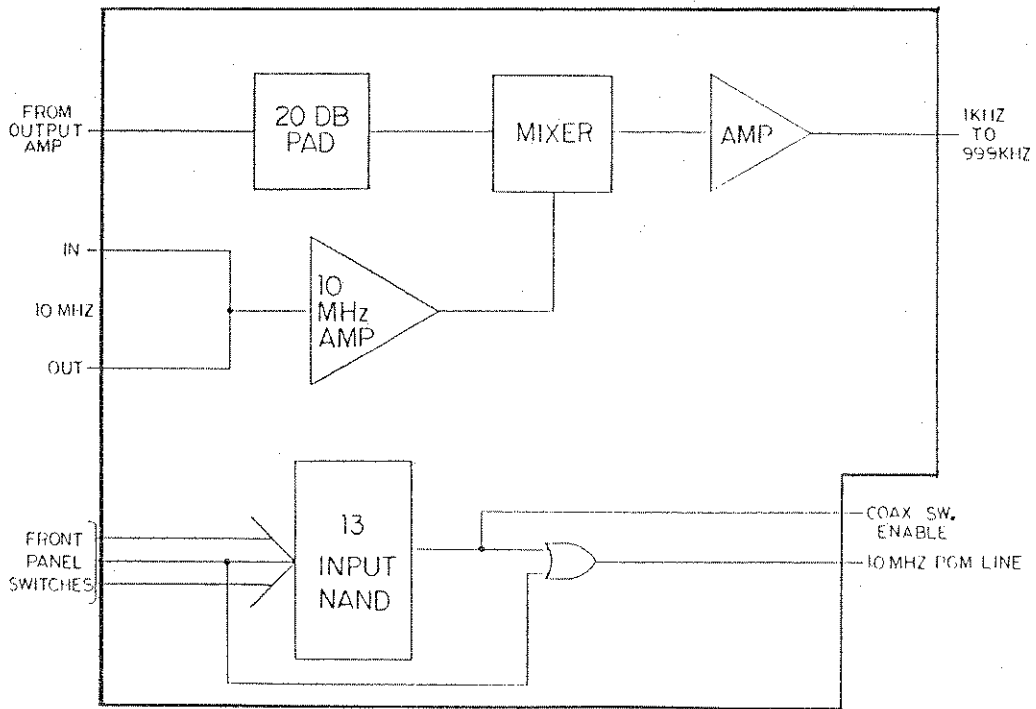 FROM
OUTPUT
AMP
20 DB
PAD
MIXER
AMP
1KHZ
TO
999KHZ
IN
10 MHZ
OUT
10
MHz
AMP
FRONT
PANEL
SWITCHES
13
INPUT
NAND
COAX SW.
ENABLE
10 MHZ PGM LINE